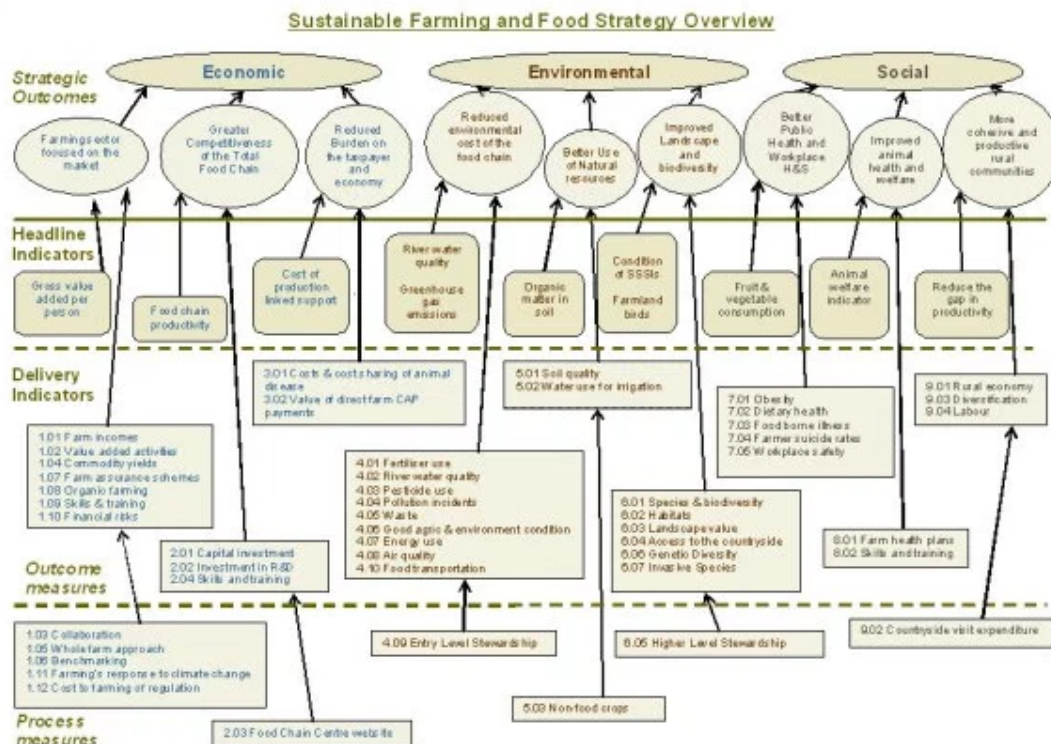 Sustainable Farming and Food Strategy Overview
Strategic
Outcomes
Economic
Environmental
Social
Farming sector
focused on the
market
Greater
Competitiveness
of the Total
Food Chain
Reduced
Burden on
the taxpayer
and
economy
Reduced
environmental
cost of the
food chain
Better Use
of Natural
resources
Improved
Landscape
and
biodiversity
Better
Public
Health and
Workplace
H&S
Improved
animal
health and
welfare
More
cohesive and
productive
rural
communities
Headline
Indicators
Gross value
added per
person
Food chain
productivity
Cost of
production
linked support
River water
quality
Greenhouse
gas
emissions
Organic
matter in
soil
Condition
of SSSIs
Farmland
birds
Fruit &
vegetable
consumption
Animal
welfare
indicator
Reduce the
gap in
productivity
Delivery
Indicators
3.01 Costs & cost sharing of animal
disease
3.02 Value of direct farm CAP
payments
5.01 Soil quality
5.02 Water use for irrigation
7.01 Obesity
7.02 Dietary health
7.03 Food borne illness
7.04 Farmer suicide rates
7.05 Workplace safety
9.01 Rural economy
9.03 Diversification
9.04 Labour
1.01 Farm incomes
1.02 Value added activities
1.04 Commodity yields
1.07 Farm assurance schemes
1.08 Organic farming
1.09 Skills & training
1.10 Financial risks
4.01 Fertiliser use
4.02 River water quality
4.03 Pesticide use
4.04 Pollution incidents
4.05 Waste
4.06 Good agric & environment condition
4.07 Energy use
4.08 Air quality
4.10 Food transportation
6.01 Species & biodiversity
6.02 Habitats
6.03 Landscape value
6.04 Access to the countryside
6.06 Genetic Diversity
6.07 Invasive Species
2.01 Capital investment
2.02 Investment in R&D
2.04 Skills and training
8.01 Farm health plans
8.02 Skills and training
Outcome
measures
1.03 Collaboration
1.05 Whole farm approach
1.06 Benchmarking
1.11 Farming's response to climate change
1.12 Cost to farming of regulation
4.09 Entry Level Stewardship
6.05 Higher Level Stewardship
9.02 Countryside visit expenditure
5.03 Non-food crops
2.03 Food Chain Centre website
Process
measures